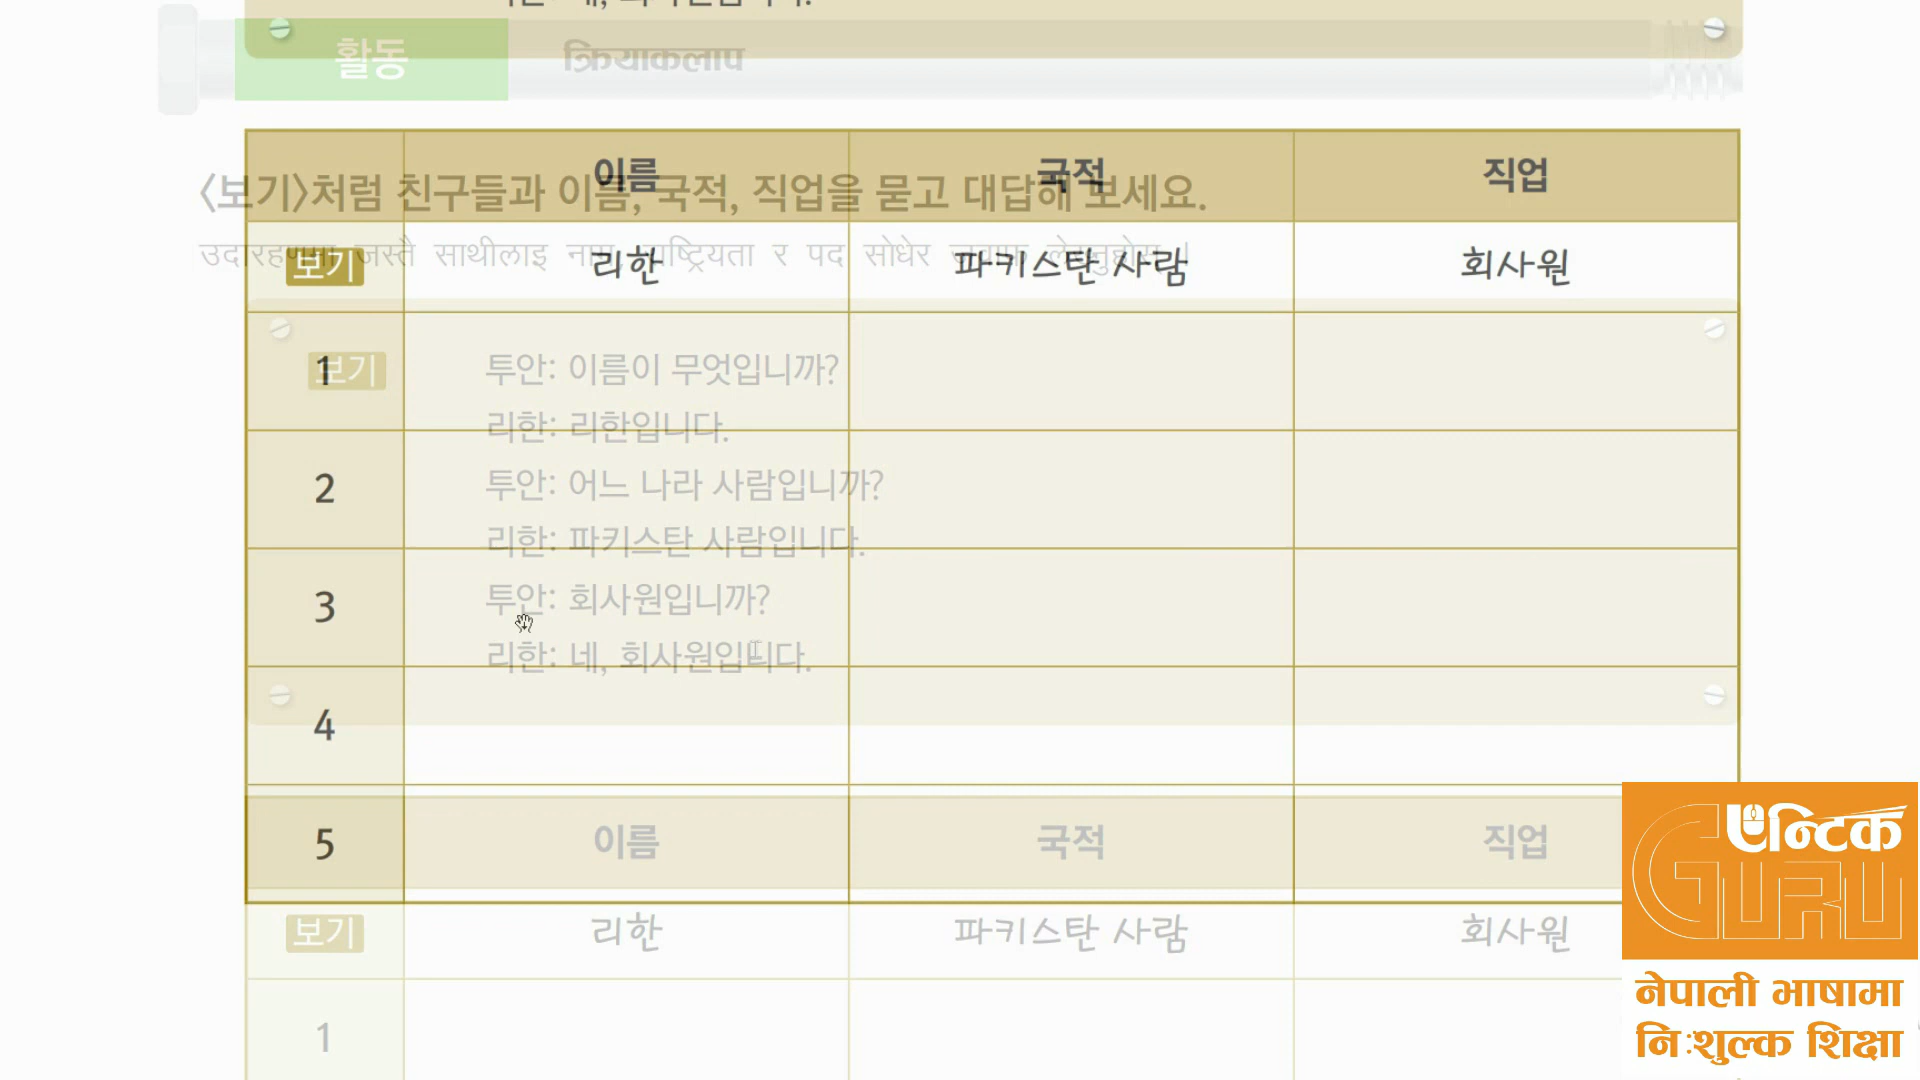 활동 क्रियाकलाप
이름 국적 직업
〈보기〉처럼 친구들과 이름, 국적, 직업을 묻고 대답해 보세요.
उदाहरणमा जस्तै साथीलाइ नाम, राष्ट्रियता र पद सोधेर
보기 리한 파키스탄 사람 회사원
1
보기 투안: 이름이 무엇입니까?
리한: 리한입니다.
2 투안: 어느 나라 사람입니까?
리한: 파키스탄 사람입니다.
3 투안: 회사원입니까?
리한: 네, 회사원입니다.
4
5 이름 국적 직업
보기 리한 파키스탄 사람 회사원
1
एन्टिक
GURU
नेपाली भाषामा
निःशुल्क शिक्षा